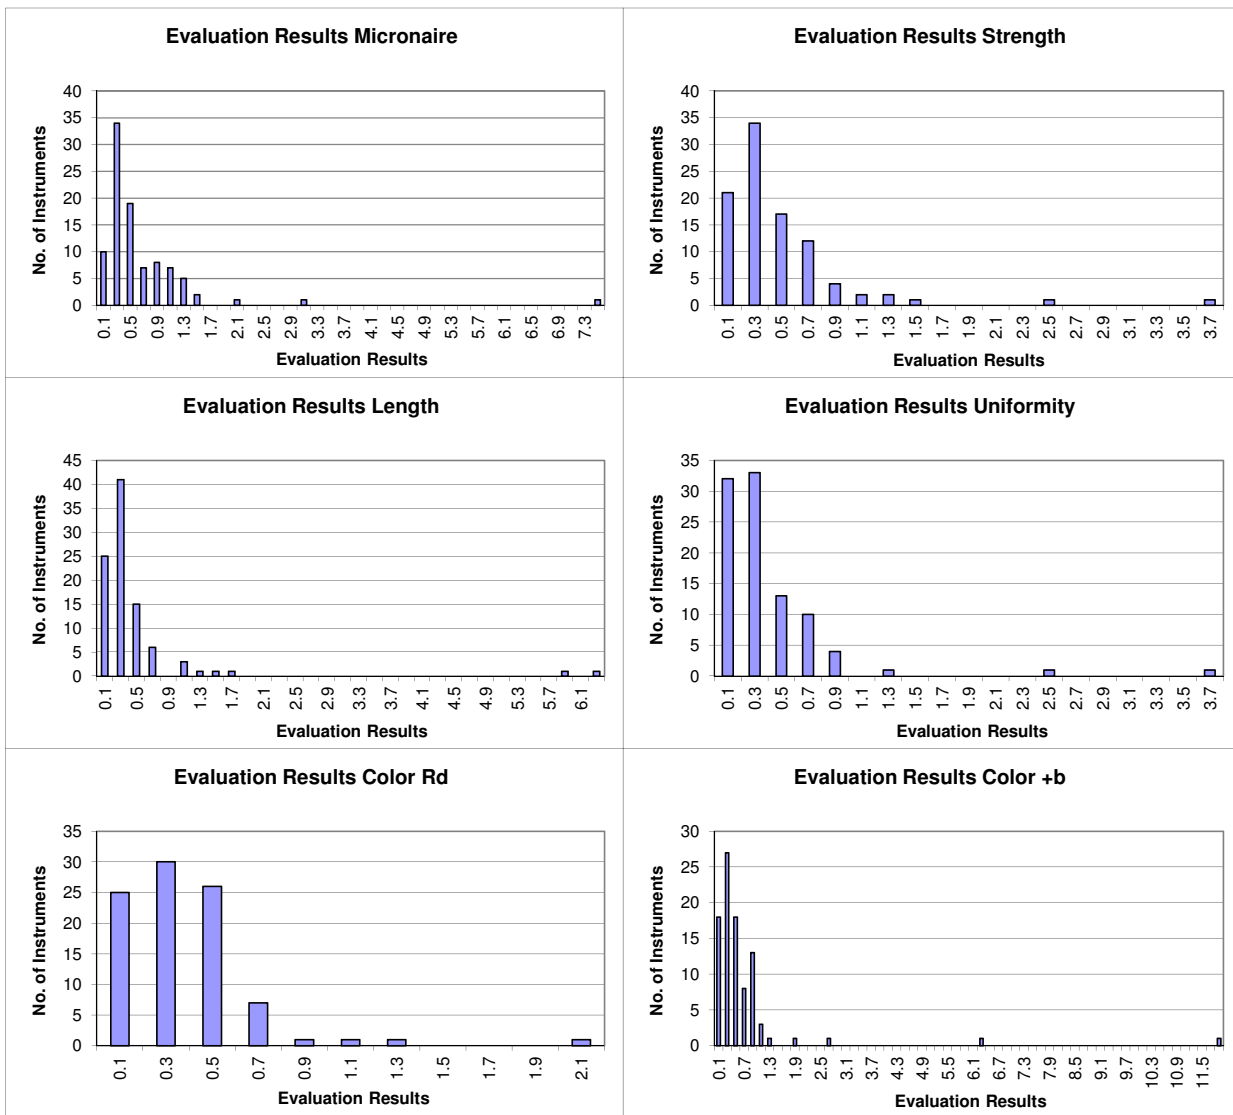 Evaluation Results Micronaire
No. of Instruments
40
35
30
25
20
15
10
5
0
0.1 0.5 0.9 1.3 1.7 2.1 2.5 2.9 3.3 3.7 4.1 4.5 4.9 5.3 5.7 6.1 6.5 6.9 7.3
Evaluation Results
Evaluation Results Strength
No. of Instruments
40
35
30
25
20
15
10
5
0
0.1 0.3 0.5 0.7 0.9 1.1 1.3 1.5 1.7 1.9 2.1 2.3 2.5 2.7 2.9 3.1 3.3 3.5 3.7
Evaluation Results
Evaluation Results Length
No. of Instruments
45
40
35
30
25
20
15
10
5
0
0.1 0.5 0.9 1.3 1.7 2.1 2.5 2.9 3.3 3.7 4.1 4.5 4.9 5.3 5.7 6.1
Evaluation Results
Evaluation Results Uniformity
No. of Instruments
35
30
25
20
15
10
5
0
0.1 0.3 0.5 0.7 0.9 1.1 1.3 1.5 1.7 1.9 2.1 2.3 2.5 2.7 2.9 3.1 3.3 3.5 3.7
Evaluation Results
Evaluation Results Color Rd
No. of Instruments
35
30
25
20
15
10
5
0
0.1 0.3 0.5 0.7 0.9 1.1 1.3 1.5 1.7 1.9 2.1
Evaluation Results
Evaluation Results Color +b
No. of Instruments
30
25
20
15
10
5
0
0.1 0.7 1.3 1.9 2.5 3.1 3.7 4.3 4.9 5.5 6.1 6.7 7.3 7.9 8.5 9.1 9.7 10.3 10.9 11.5
Evaluation Results